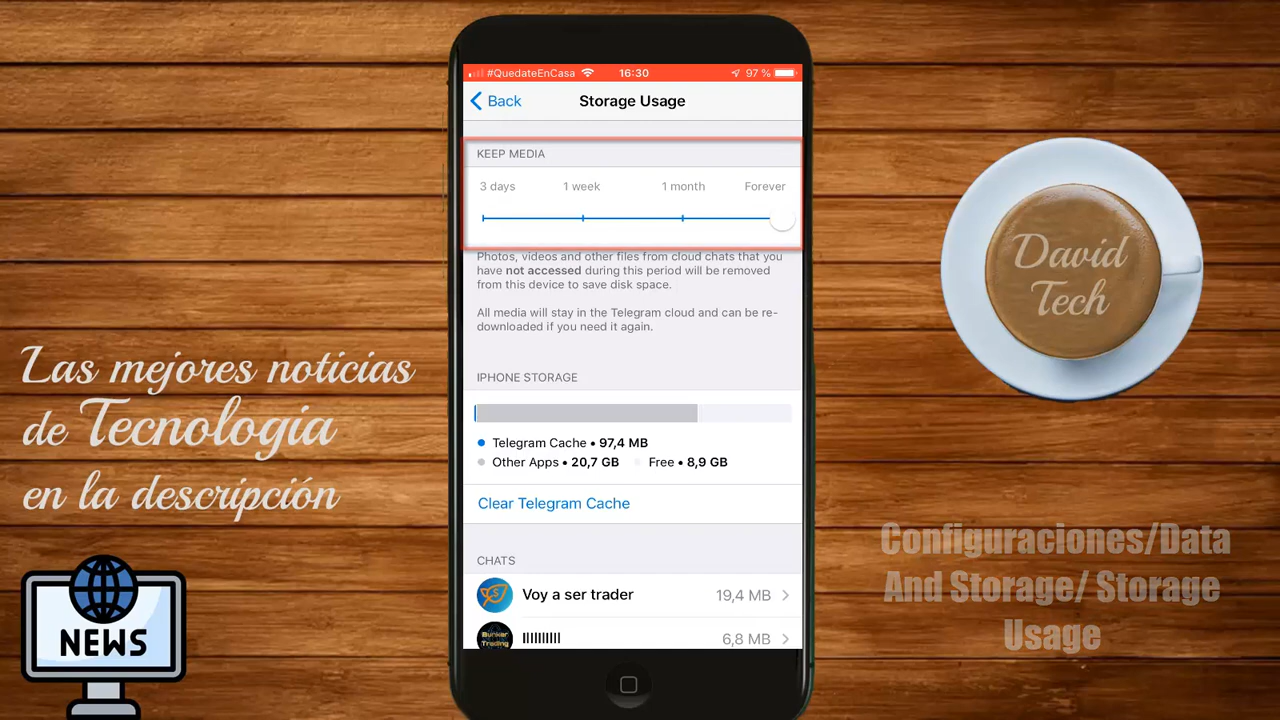 #QuedateEnCasa 16:30 97 %
Back Storage Usage
KEEP MEDIA
3 days 1 week 1 month Forever
Photos, videos and other files from cloud chats that you
have not accessed during this period will be removed
from this device to save disk space.
All media will stay in the Telegram cloud and can be re-
downloaded if you need it again.
IPHONE STORAGE
Telegram Cache • 97,4 MB
Other Apps • 20,7 GB Free • 8,9 GB
Clear Telegram Cache
CHATS
Voy a ser trader 19,4 MB
Bunker
Trading
6,8 MB
Las mejores noticias
de Tecnologia
en la descripción
NEWS
David
Tech
Configuraciones/Data
And Storage/ Storage
Usage